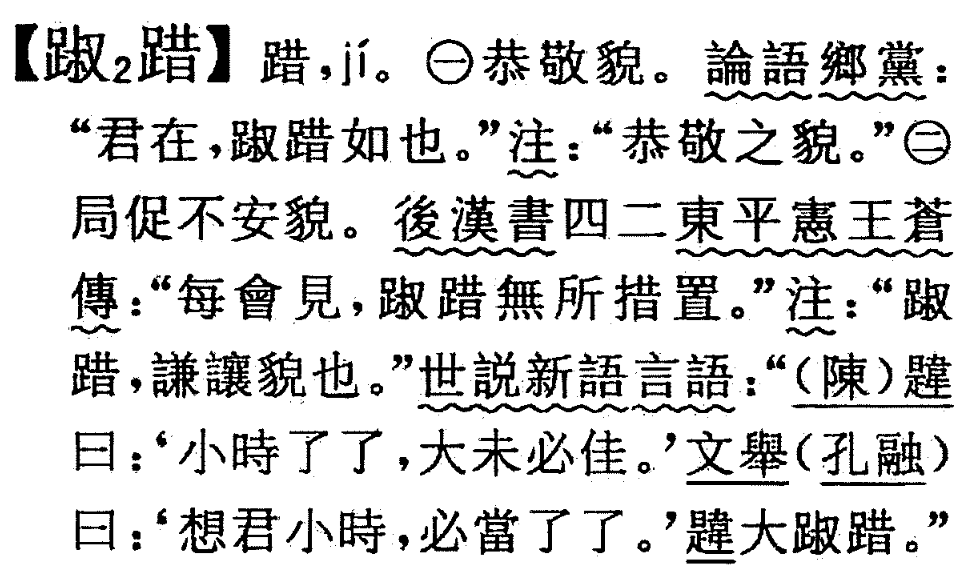 【踧₂踖】踖，jí。㊀恭敬貌。論語鄉黨：
“君在，踧踖如也。”注：“恭敬之貌。”㊁
局促不安貌。後漢書四二東平憲王蒼
傳：“每會見，踧踖無所措置。”注：“踧
踖，謙讓貌也。”世説新語言語：“（陳）韙
曰：‘小時了了，大未必佳。’文舉（孔融）
曰：‘想君小時，必當了了。’韙大踧踖。”